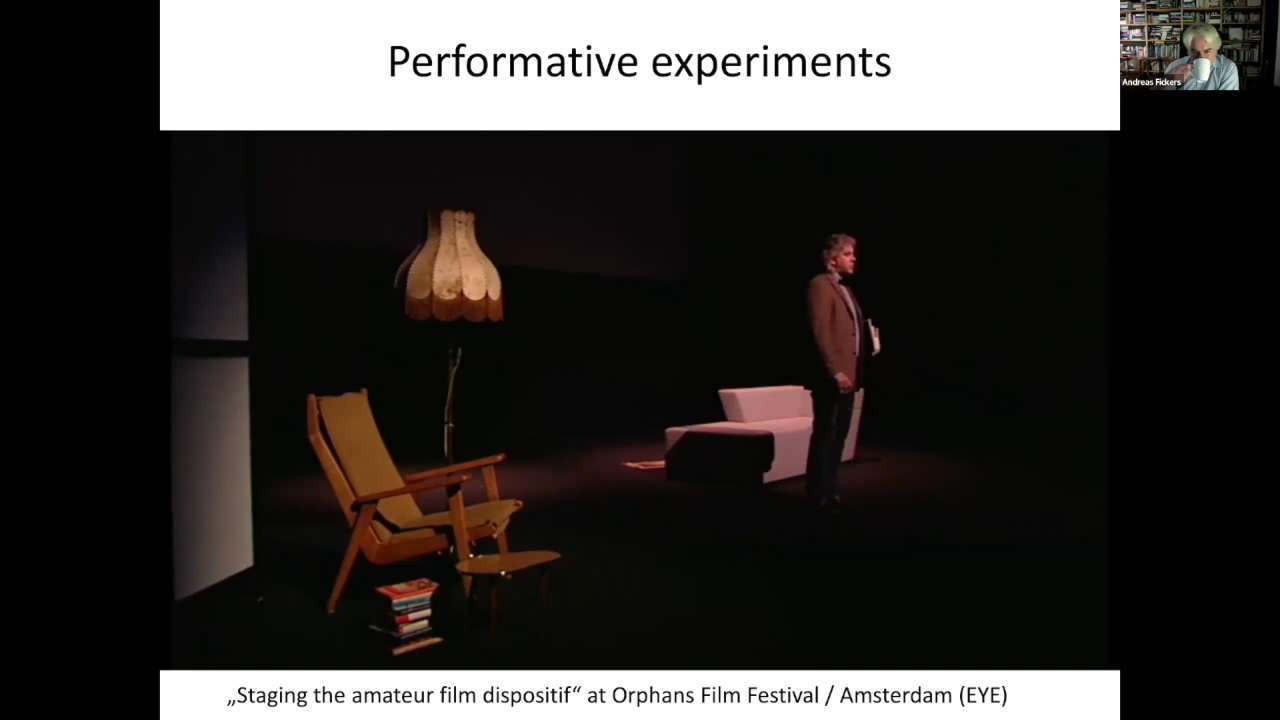 Performative experiments
Andreas Fickers
„Staging the amateur film dispositif“ at Orphans Film Festival / Amsterdam (EYE)